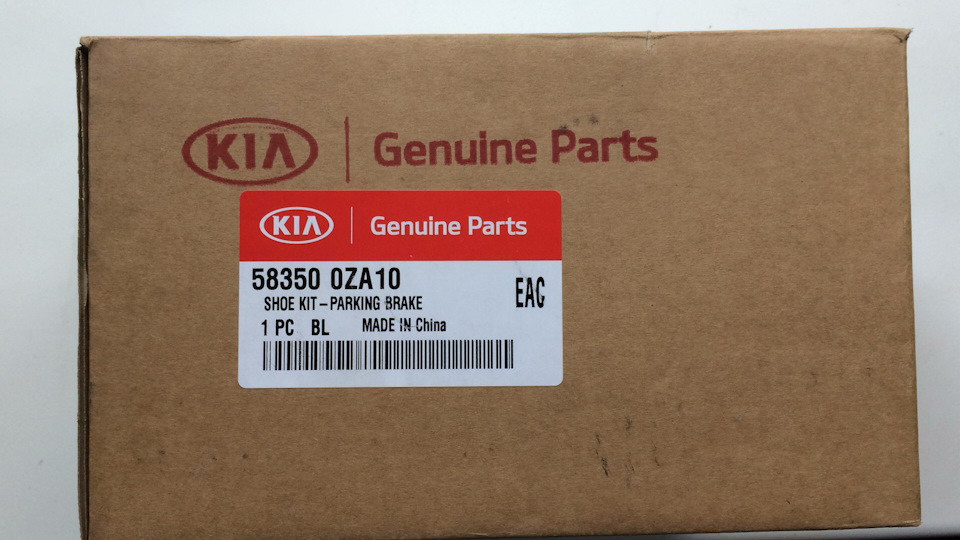 KIA Genuine Parts
KIA Genuine Parts
58350 0ZA10
SHOE KIT-PARKING BRAKE
EAC
1 PC BL MADE IN China